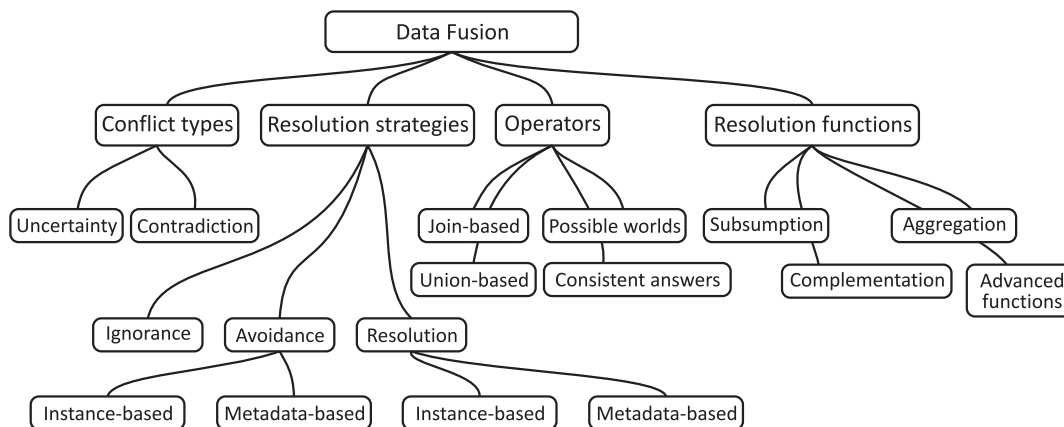 Data Fusion
Conflict types
Resolution strategies
Operators
Resolution functions
Uncertainty
Contradiction
Join-based
Possible worlds
Subsumption
Aggregation
Union-based
Consistent answers
Complementation
Advanced
functions
Ignorance
Avoidance
Resolution
Instance-based
Metadata-based
Instance-based
Metadata-based